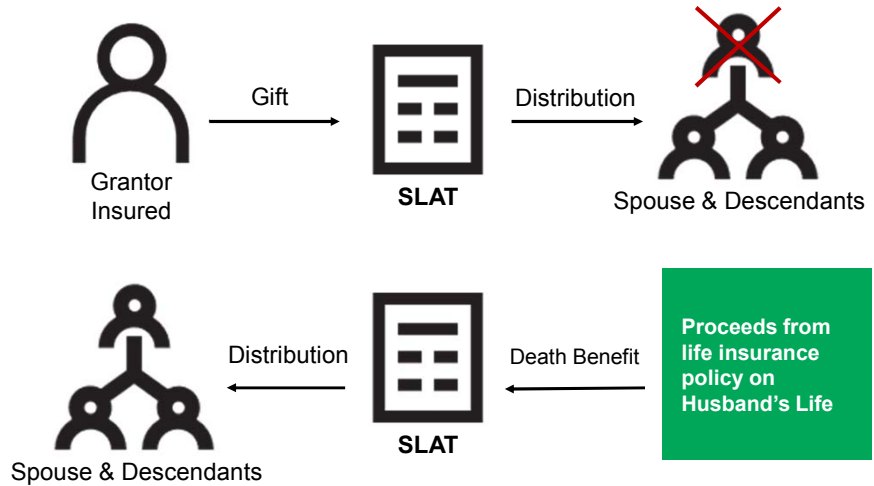 Gift
Distribution
Grantor
Insured
SLAT
Spouse & Descendants
Distribution
Death Benefit
Proceeds from
life insurance
policy on
Husband’s Life
SLAT
Spouse & Descendants